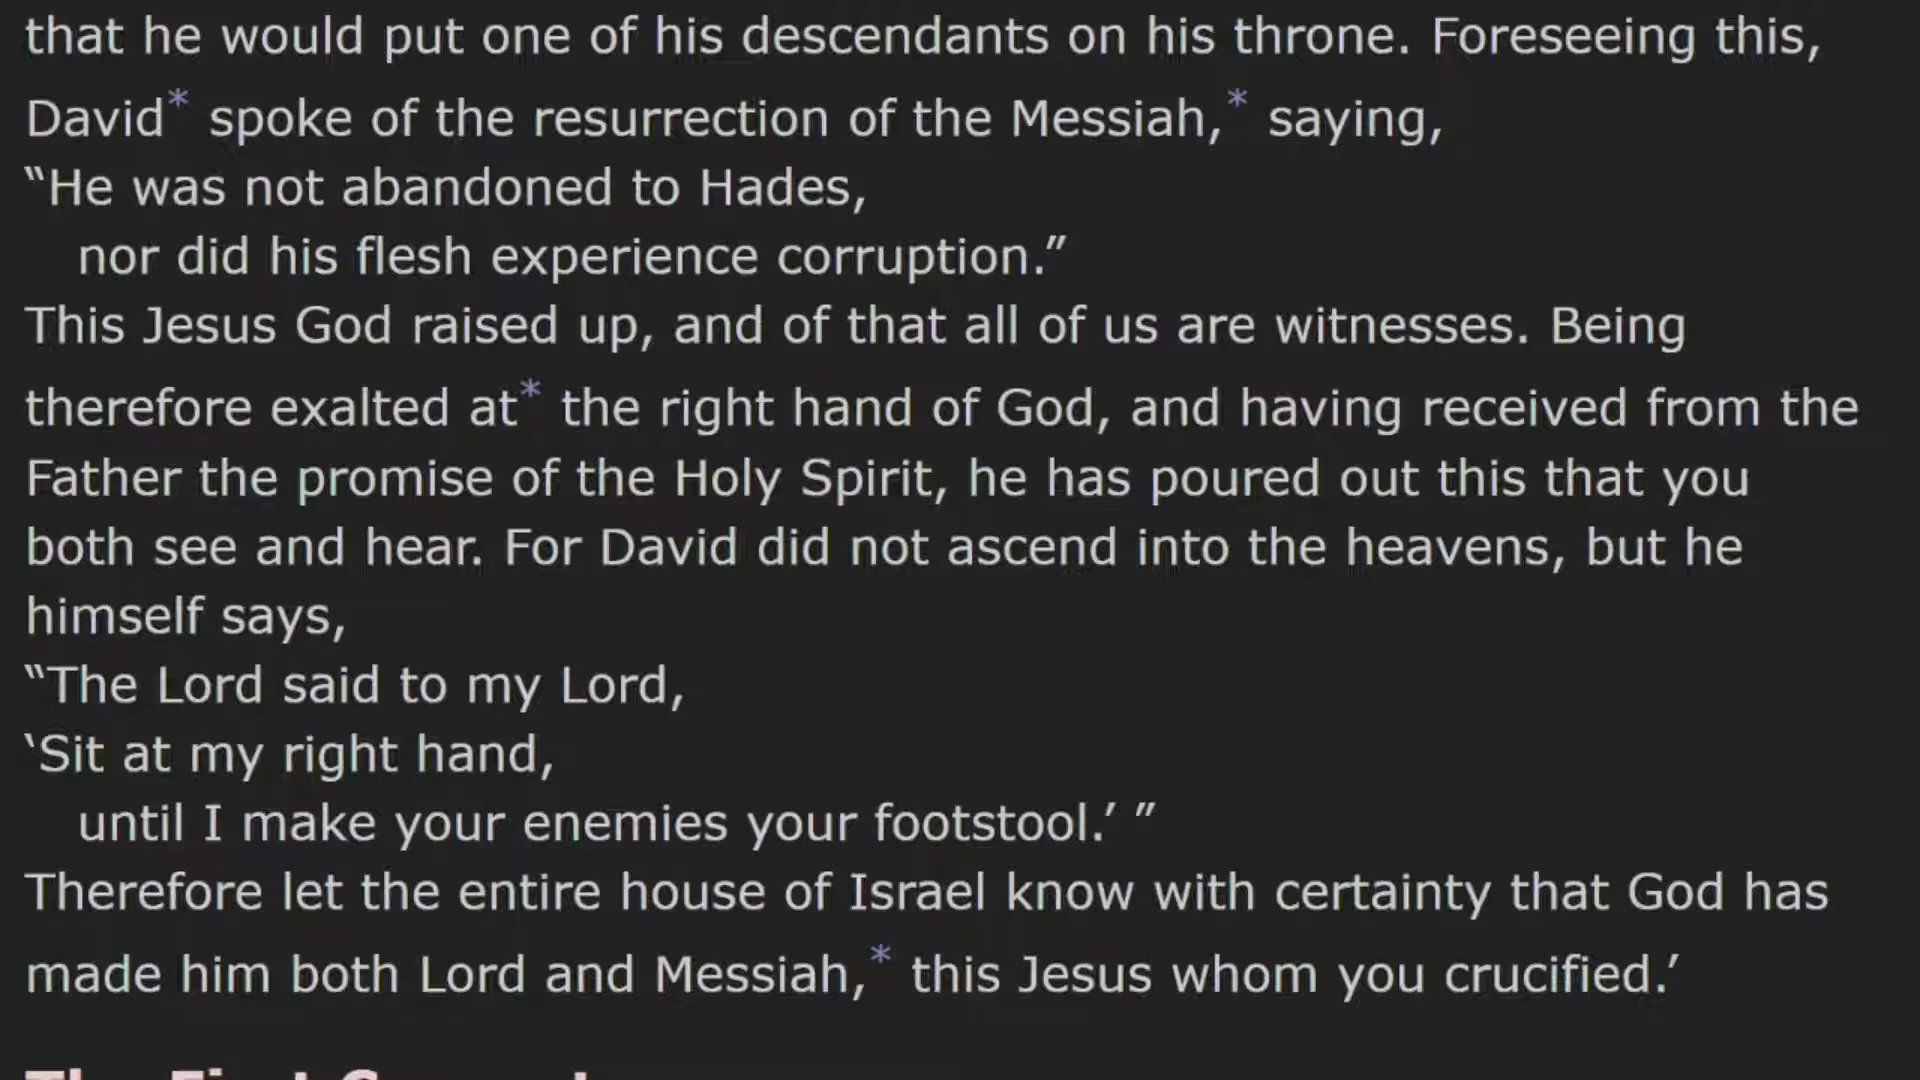 that he would put one of his descendants on his throne. Foreseeing this,
David* spoke of the resurrection of the Messiah,* saying,
“He was not abandoned to Hades,
nor did his flesh experience corruption.”
This Jesus God raised up, and of that all of us are witnesses. Being
therefore exalted at* the right hand of God, and having received from the
Father the promise of the Holy Spirit, he has poured out this that you
both see and hear. For David did not ascend into the heavens, but he
himself says,
“The Lord said to my Lord,
‘Sit at my right hand,
until I make your enemies your footstool.’ ”
Therefore let the entire house of Israel know with certainty that God has
made him both Lord and Messiah,* this Jesus whom you crucified.’
The First